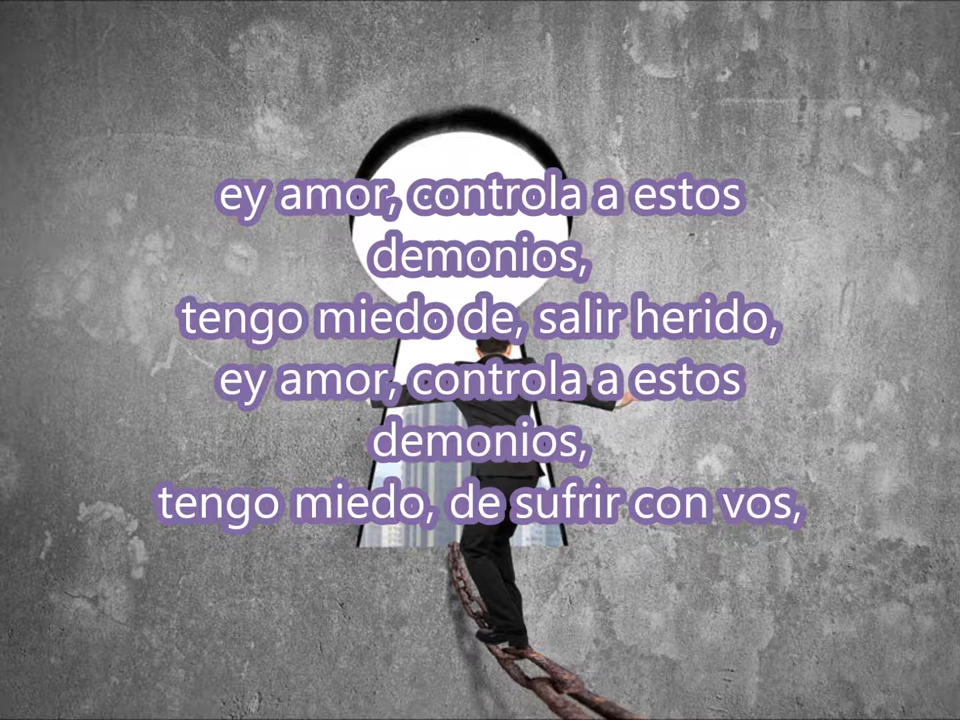 ey amor, controla a estos
demonios,
tengo miedo de, salir herido,
ey amor, controla a estos
demonios,
tengo miedo, de sufrir con vos,